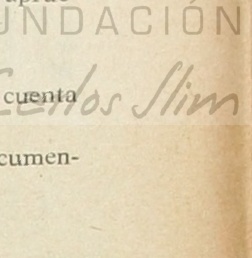 UNDACIÓN
cuenta
Carlos Slim
cumen-